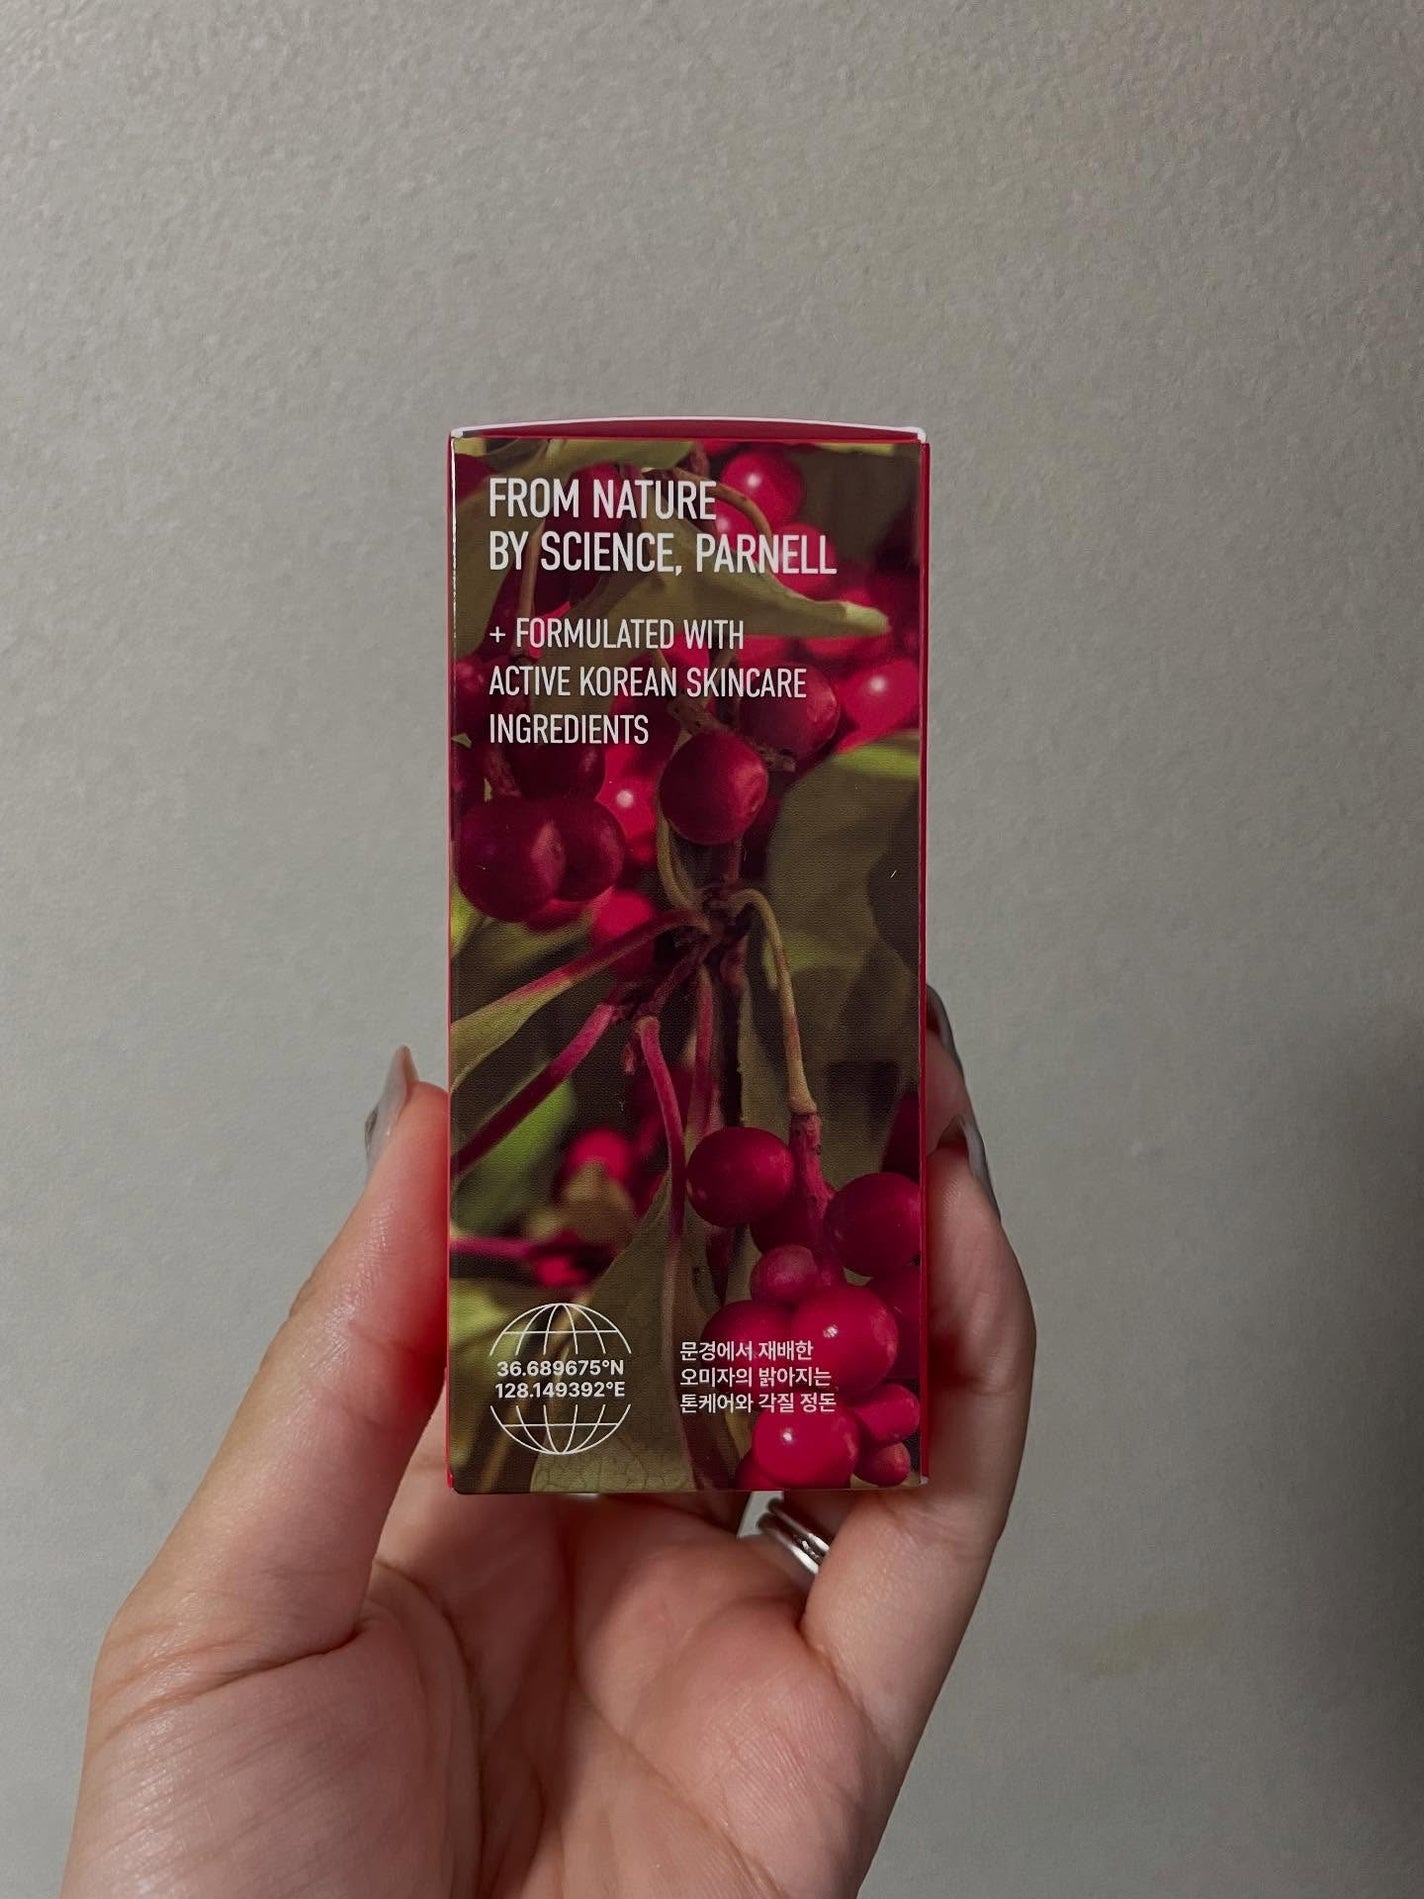 FROM NATURE
BY SCIENCE, PARNELL
+ FORMULATED WITH
ACTIVE KOREAN SKINCARE
INGREDIENTS
36.689675°N
128.149392°E
문경에서 재배한
오미자의 밝아지는
톤케어와 각질 정돈